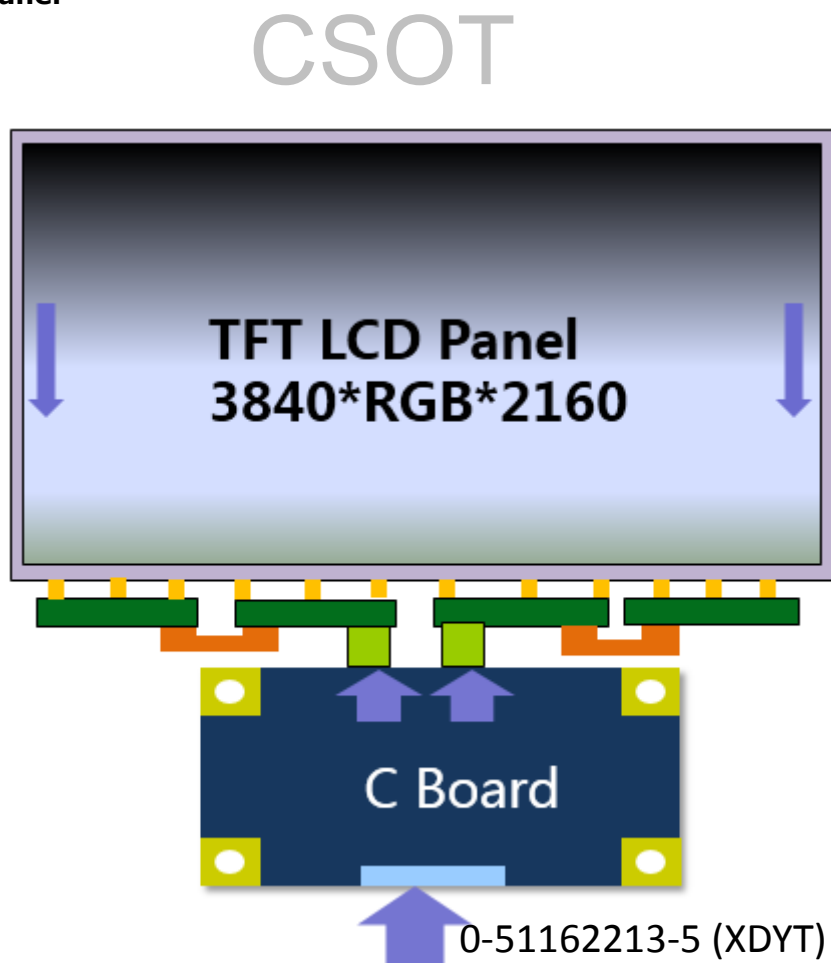 CSOT
TFT LCD Panel
3840*RGB*2160
C Board
0-51162213-5 (XDYT)